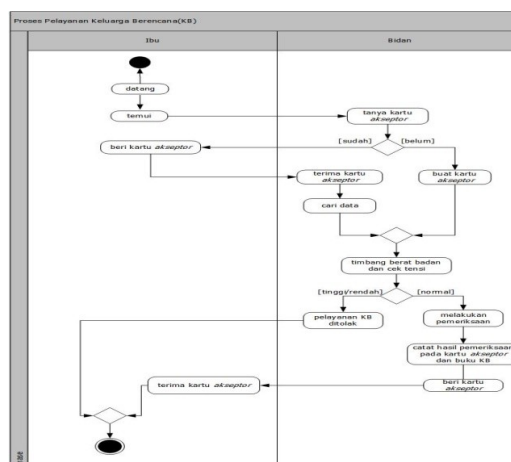 Proses Pelayanan Keluarga Berencana(KB)
Ibu
Bidan
datang
temui
tanya kartu
akseptor
[sudah]
[belum]
beri kartu akseptor
terima kartu
akseptor
buat kartu
akseptor
cari data
timbang berat badan
dan cek tensi
[tinggi/rendah]
[normal]
pelayanan KB
ditolak
melakukan
pemeriksaan
catat hasil pemeriksaan
pada kartu akseptor
dan buku KB
terima kartu akseptor
beri kartu
akseptor